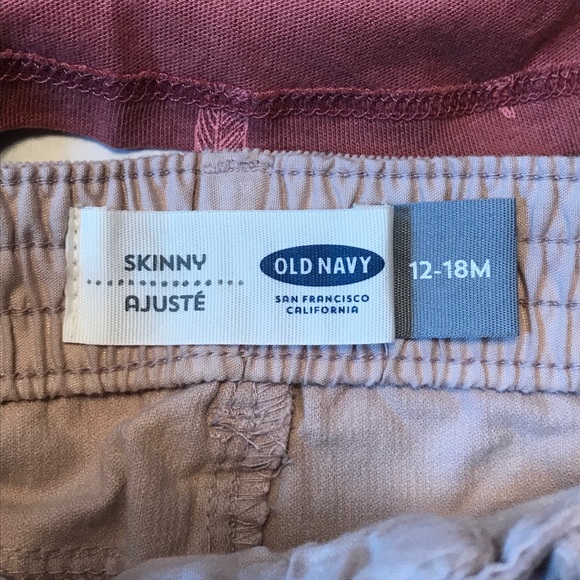 SKINNY
AJUSTÉ
OLD NAVY
SAN FRANCISCO
CALIFORNIA
12-18M